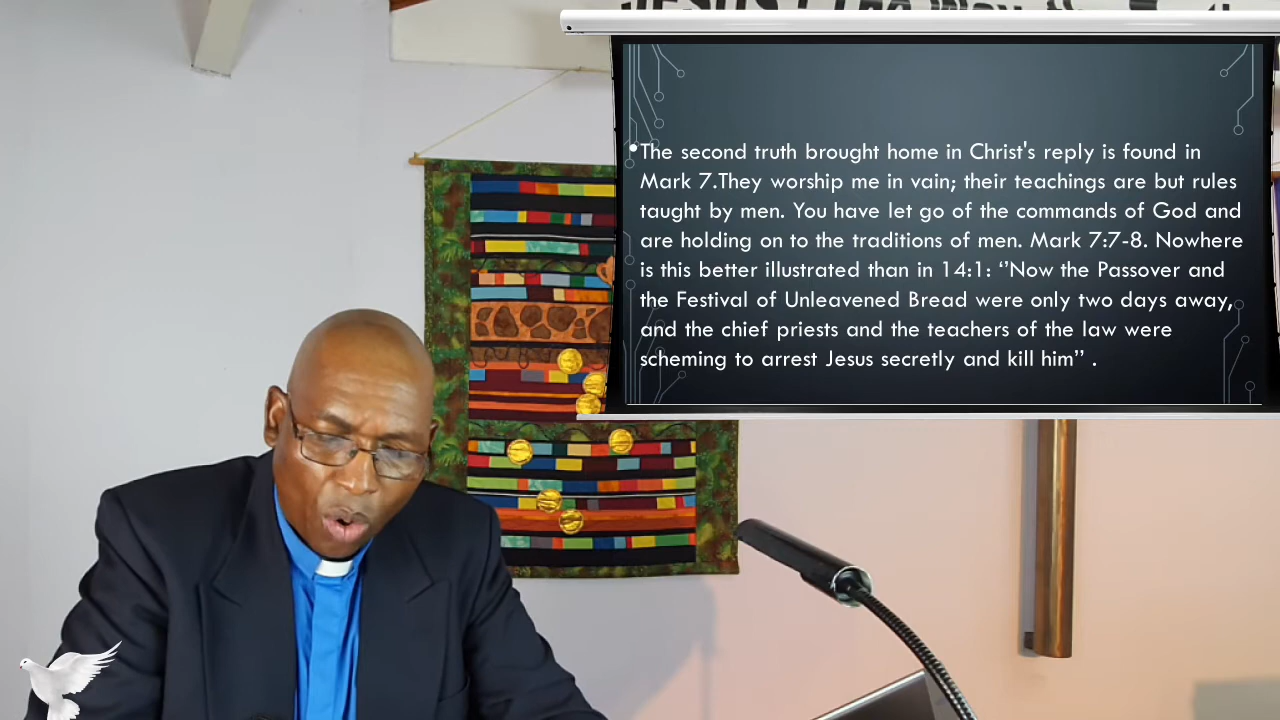 •The second truth brought home in Christ's reply is found in
Mark 7.They worship me in vain; their teachings are but rules
taught by men. You have let go of the commands of God and
are holding on to the traditions of men. Mark 7:7-8. Nowhere
is this better illustrated than in 14:1: ‘’Now the Passover and
the Festival of Unleavened Bread were only two days away,
and the chief priests and the teachers of the law were
scheming to arrest Jesus secretly and kill him’’ .